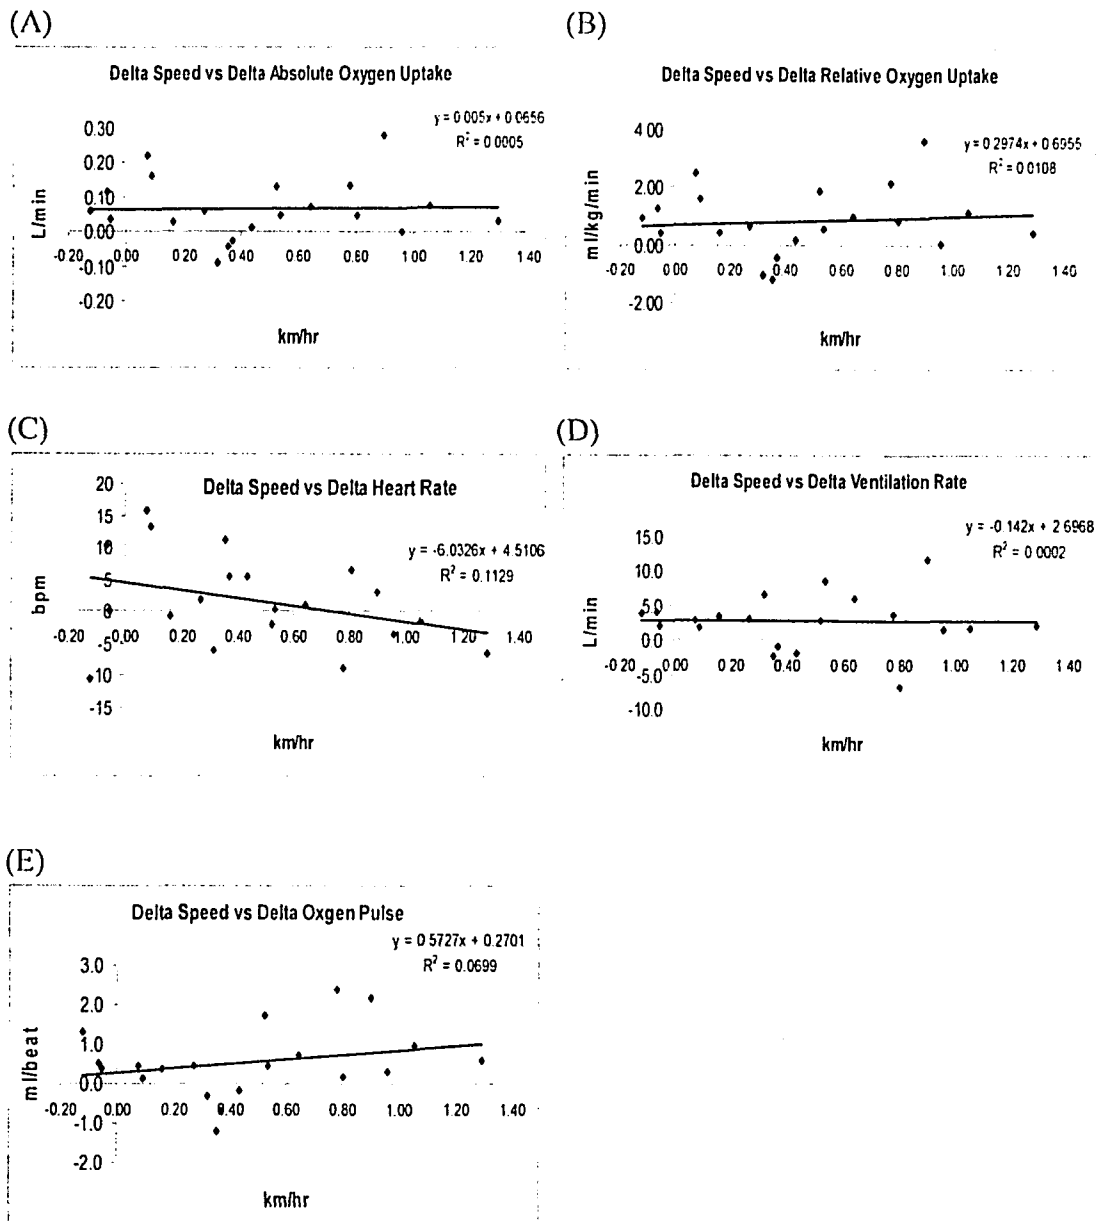 (A)
Delta Speed vs Delta Absolute Oxygen Uptake
y = 0.005x + 0.0656
R² = 0.0005
0.30
0.20
0.10
0.00
-0.10
-0.20
L/min
-0.20 0.00 0.20 0.40 0.60 0.80 1.00 1.20 1.40
km/hr
(B)
Delta Speed vs Delta Relative Oxygen Uptake
y = 0.2974x + 0.6955
R² = 0.0108
4.00
2.00
0.00
-2.00
ml/kg/min
-0.20 0.00 0.20 0.40 0.60 0.80 1.00 1.20 1.40
km/hr
(C)
Delta Speed vs Delta Heart Rate
y = -6.0326x + 4.5106
R² = 0.1129
20
15
10
5
0
-5
-10
-15
bpm
-0.20 0.00 0.20 0.40 0.60 0.80 1.00 1.20 1.40
km/hr
(D)
Delta Speed vs Delta Ventilation Rate
y = -0.142x + 2.6968
R² = 0.0002
15.0
10.0
5.0
0.0
-5.0
-10.0
L/min
-0.20 0.00 0.20 0.40 0.60 0.80 1.00 1.20 1.40
km/hr
(E)
Delta Speed vs Delta Oxgen Pulse
y = 0.5727x + 0.2701
R² = 0.0699
3.0
2.0
1.0
0.0
-1.0
-2.0
ml/beat
-0.20 0.00 0.20 0.40 0.60 0.80 1.00 1.20 1.40
km/hr